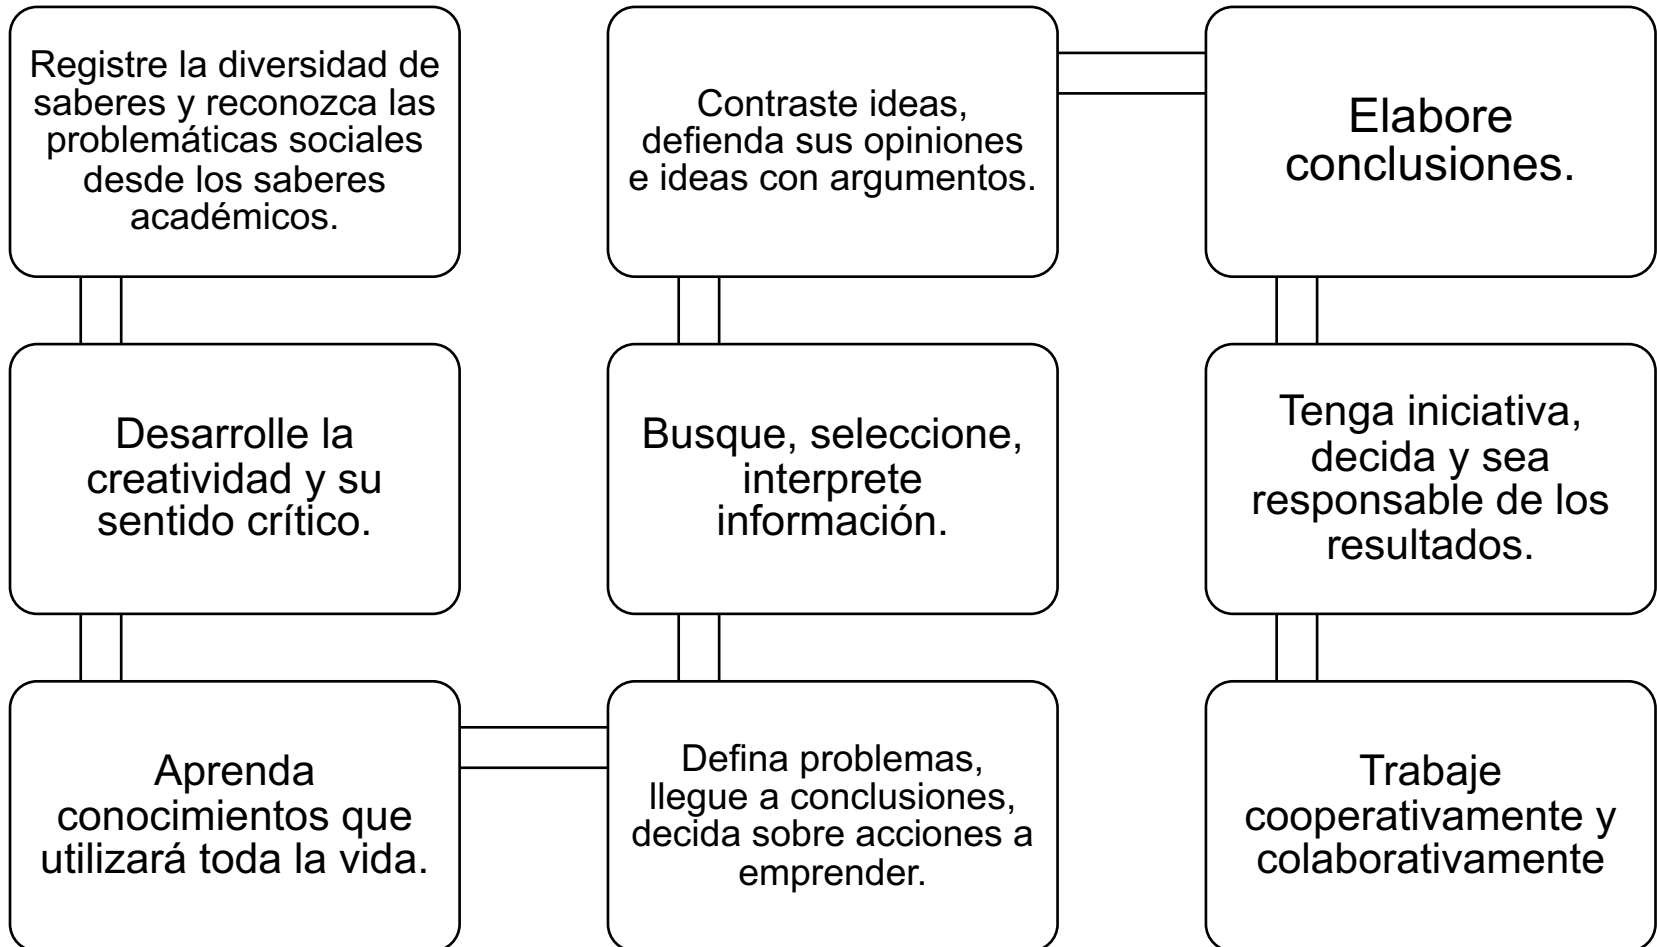 Registre la diversidad de
saberes y reconozca las
problemáticas sociales
desde los saberes
académicos.
Desarrolle la
creatividad y su
sentido crítico.
Aprenda
conocimientos que
utilizará toda la vida.
Defina problemas,
llegue a conclusiones,
decida sobre acciones a
emprender.
Busque, seleccione,
interprete
información.
Contraste ideas,
defienda sus opiniones
e ideas con argumentos.
Elabore
conclusiones.
Tenga iniciativa,
decida y sea
responsable de los
resultados.
Trabaje
cooperativamente y
colaborativamente